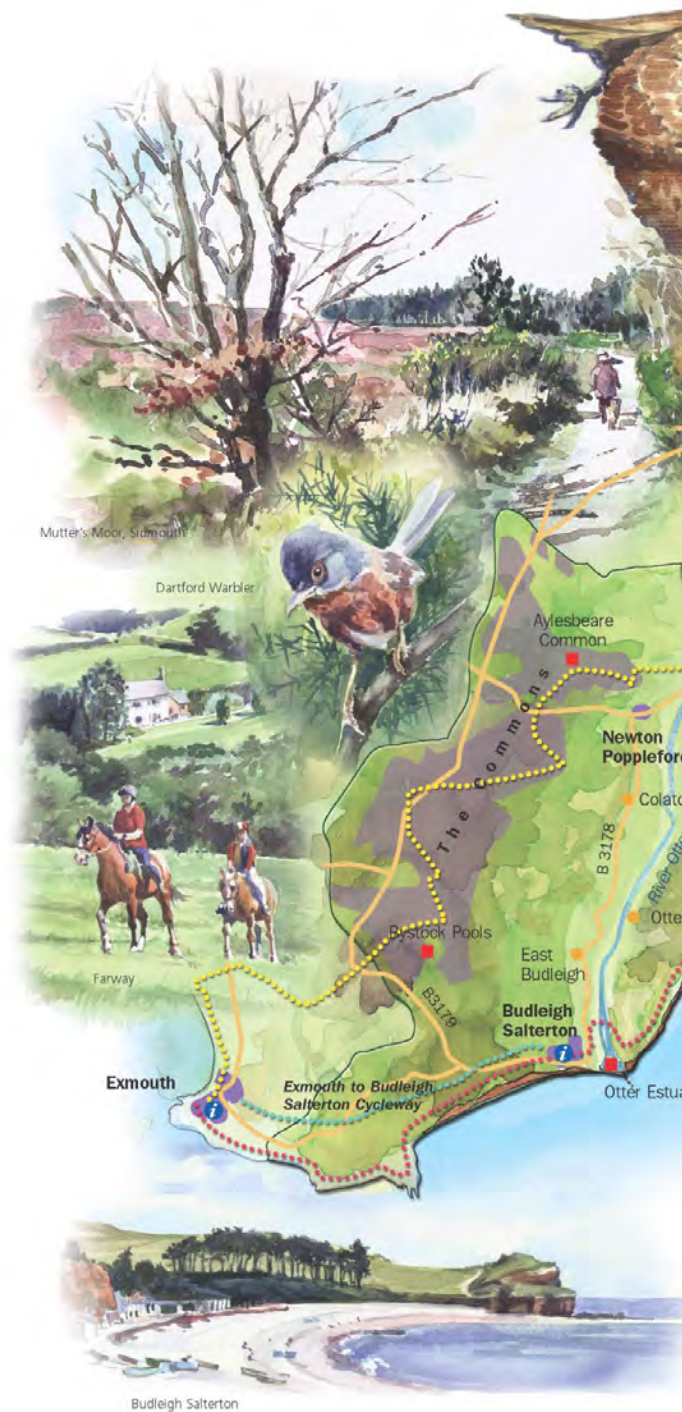 Mutter's Moor, Sidmouth
Dartford Warbler
Aylesbeare
Common
The Commons
Newton
B 3178
River
Bystock Pools
East
Budleigh
Farway
B3179
Budleigh
Salterton
i
Exmouth
i
Exmouth to Budleigh
Salterton Cycleway
Budleigh Salterton